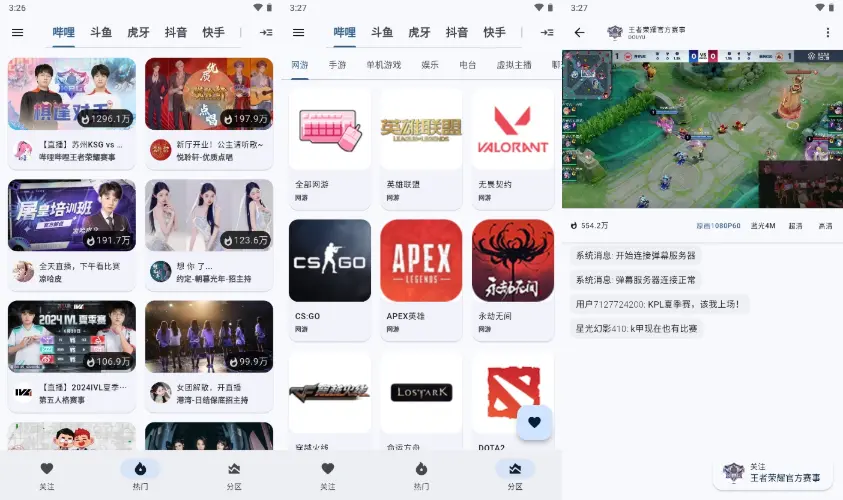 3:26
哔哩
斗鱼
虎牙
抖音
快手
棋逢对手
1296.1万
【直播】苏州KSG vs …
哔哩哔哩王者荣耀赛事
优质点唱
197.9万
新厅开业！公主请听歌~
悦聆轩-优质点唱
屠皇培训班
191.7万
全天直播，下午看比赛
凉哈皮
123.6万
想 你 了…
约定-朝暮光年-招主持
2024 IVL 夏季赛
106.9万
【直播】2024IVL夏季…
第五人格赛事
99.9万
女团解散，开直播
港湾-日结保底招主持
关注
热门
分区
3:27
哔哩
斗鱼
虎牙
抖音
快手
网游
手游
单机游戏
娱乐
电台
虚拟主播
全部网游
网游
英雄联盟
LEAGUE·LEGENDS
英雄联盟
网游
VALORANT
无畏契约
网游
CS GO
CS:GO
网游
APEX
LEGENDS
APEX英雄
网游
永劫无间
永劫无间
网游
穿越火线
LOSTARK
命运方舟
DOTA2
关注
热门
分区
3:27
王者荣耀官方赛事
DOUYU
1
0
VS
0
1
554.2万
原画1080P60
蓝光4M
超清
高清
系统消息: 开始连接弹幕服务器
系统消息: 弹幕服务器连接正常
用户7127724200: KPL夏季赛，该我上场！
星光幻影410: k甲现在也有比赛
关注
王者荣耀官方赛事